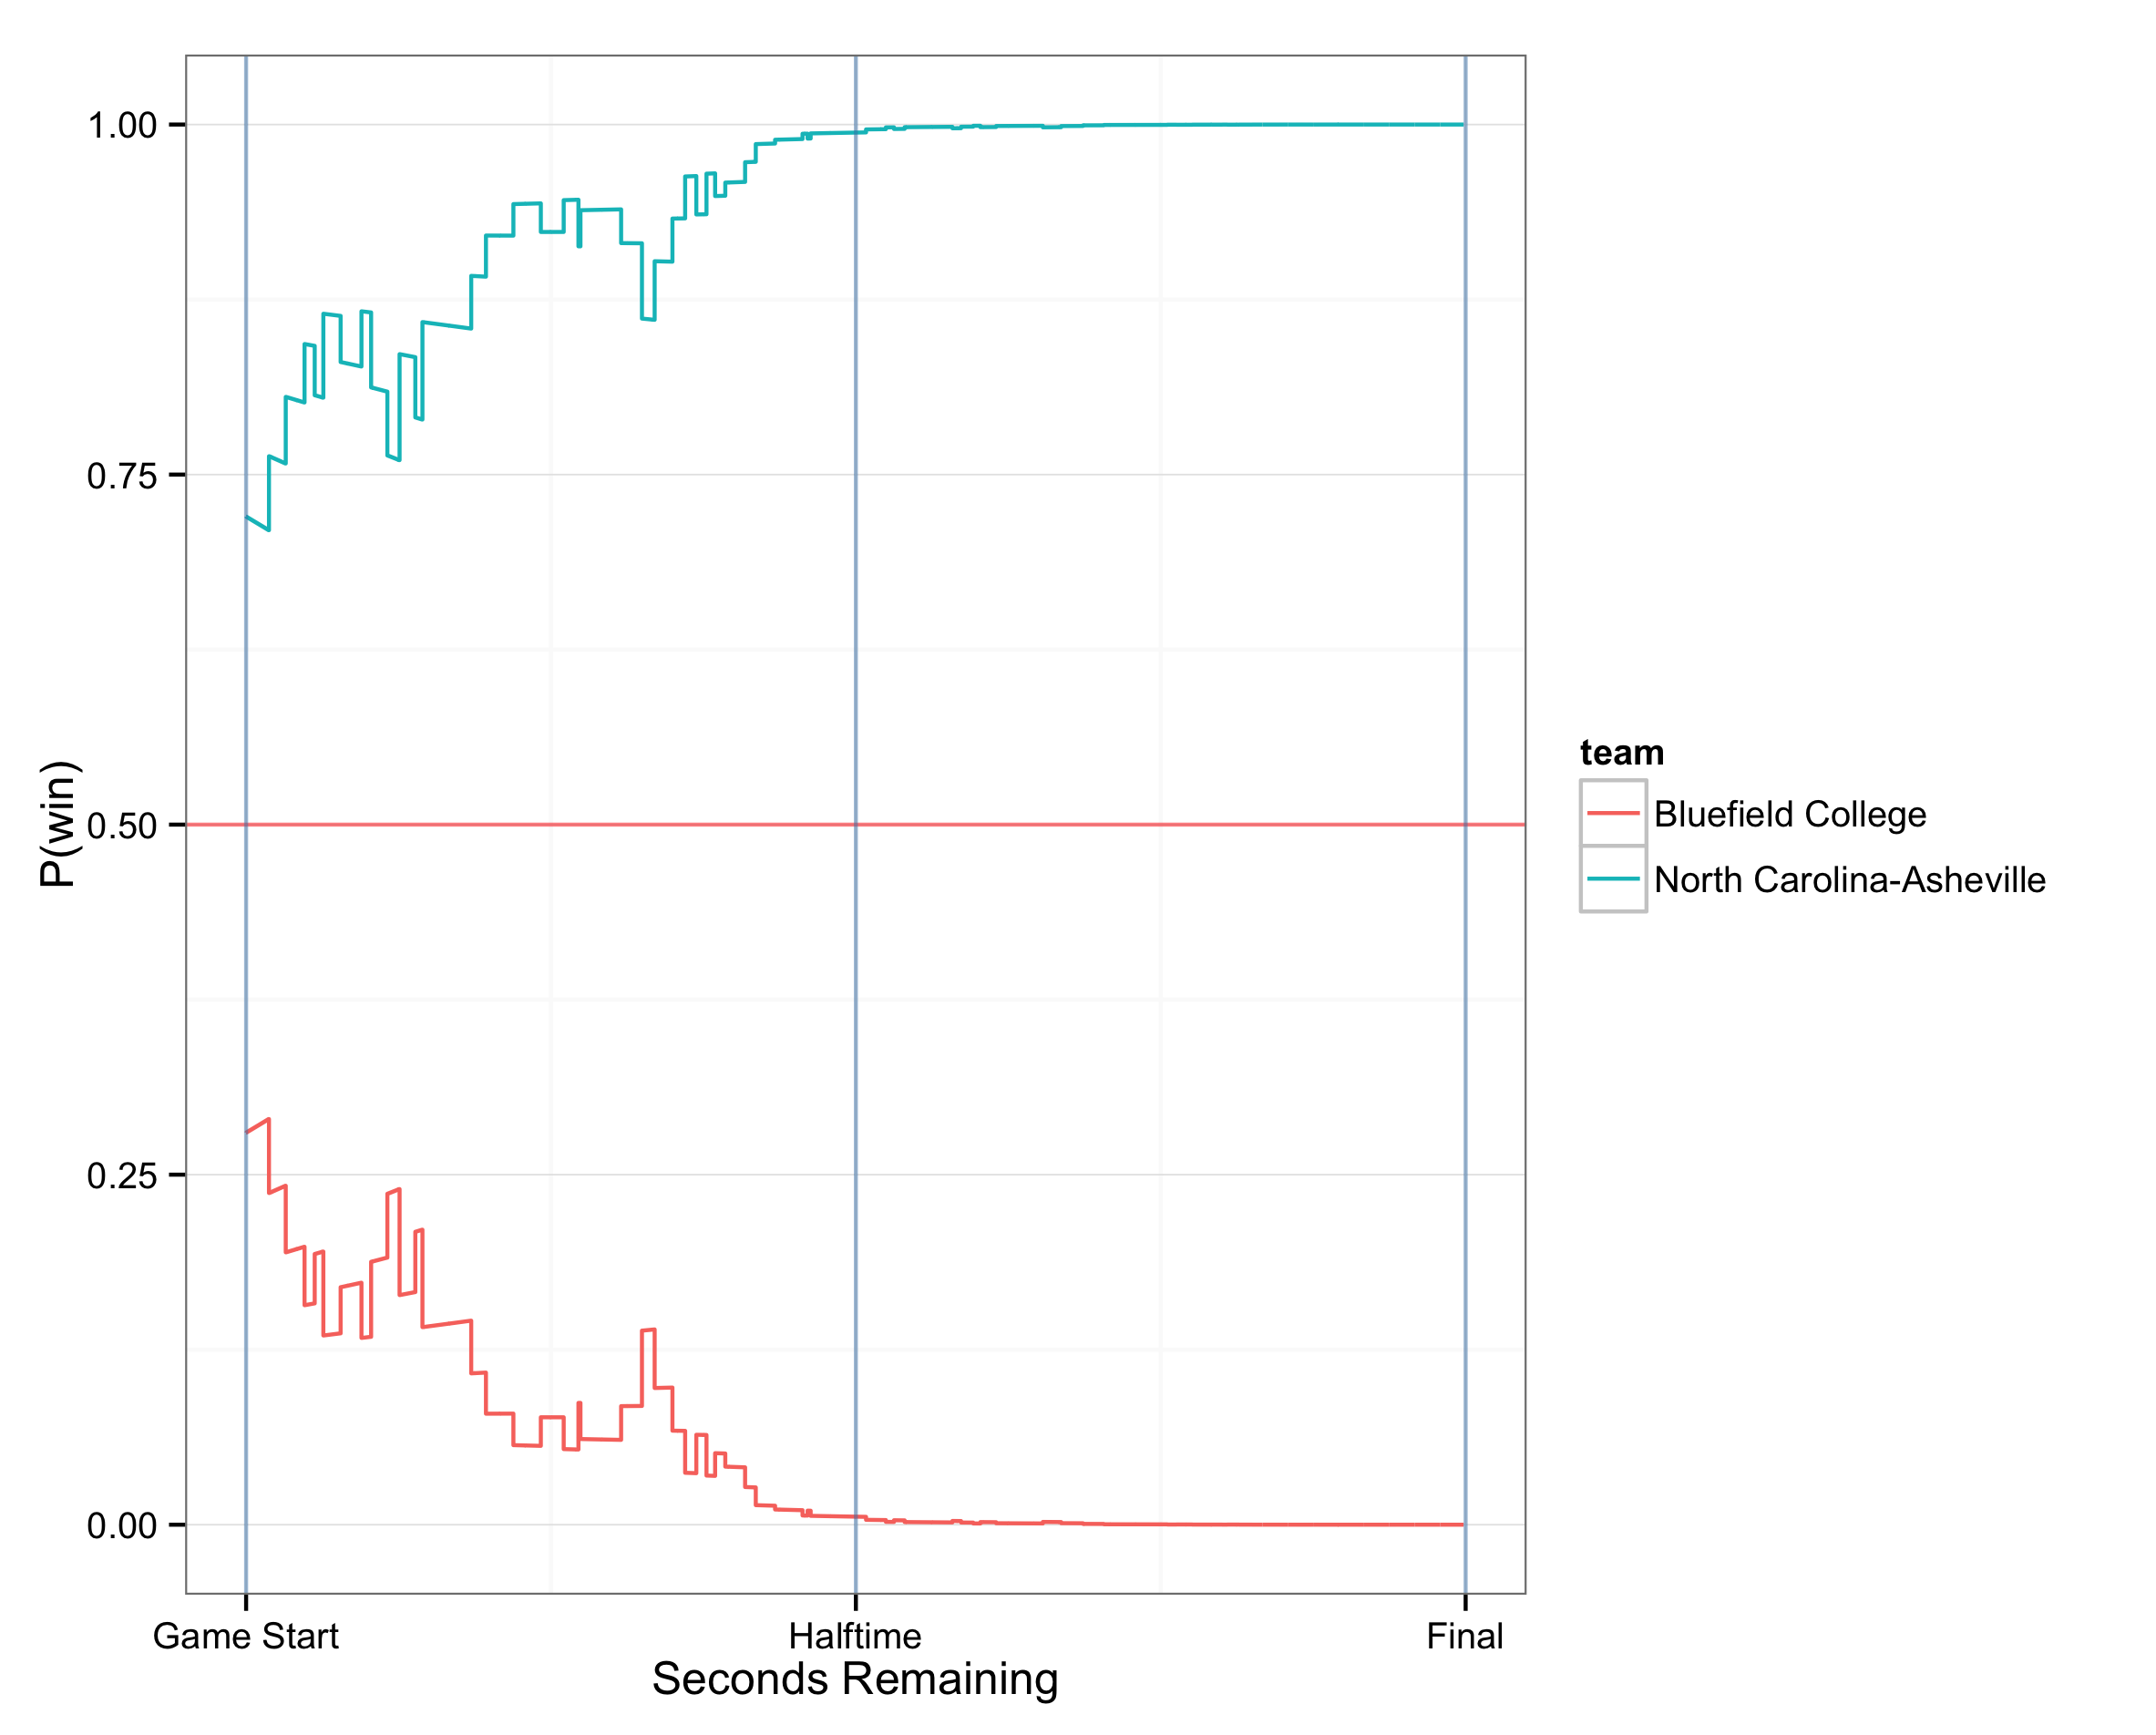 P(win)
1.00
0.75
0.50
0.25
0.00
Game Start
Halftime
Final
Seconds Remaining
team
Bluefield College
North Carolina-Asheville